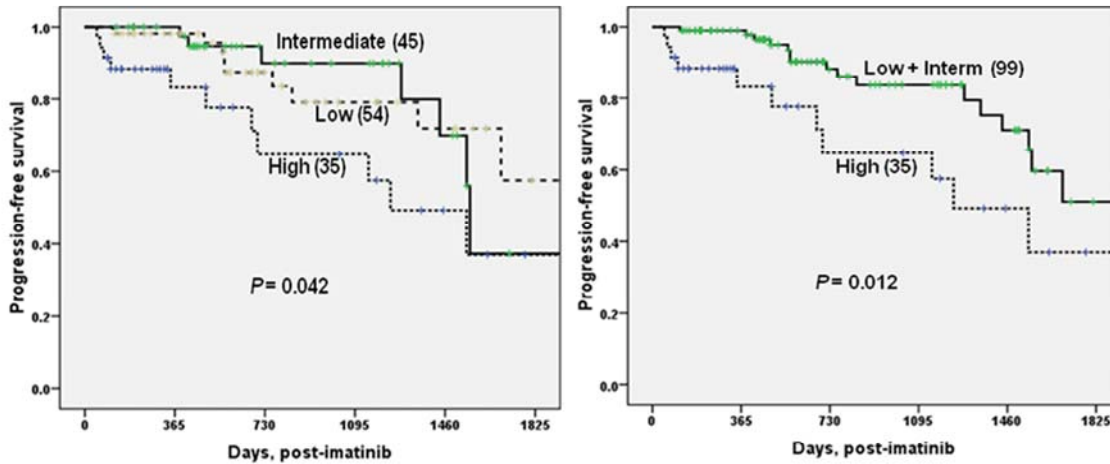 Progression-free survival
1.0
0.8
0.6
0.4
0.2
0.0
Intermediate (45)
Low (54)
High (35)
P= 0.042
0 365 730 1095 1460 1825
Days, post-imatinib
Progression-free survival
1.0
0.8
0.6
0.4
0.2
0.0
Low + Interm (99)
High (35)
P= 0.012
0 365 730 1095 1460 1825
Days, post-imatinib